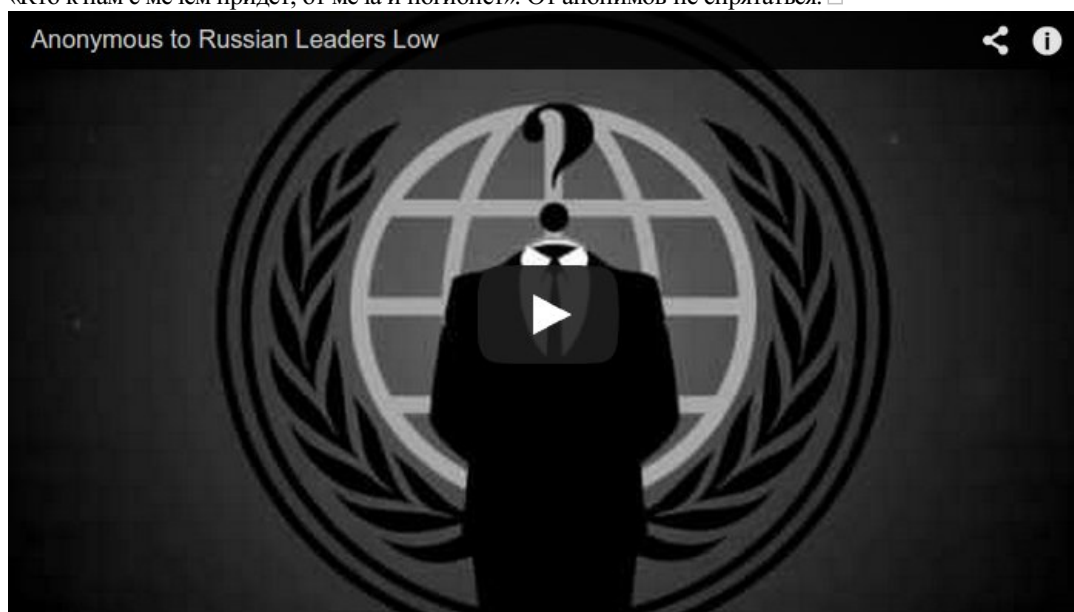 «Кто к нам с мечем придет, от меча и погибнет». От анонимов не спрятаться.
Anonymous to Russian Leaders Low